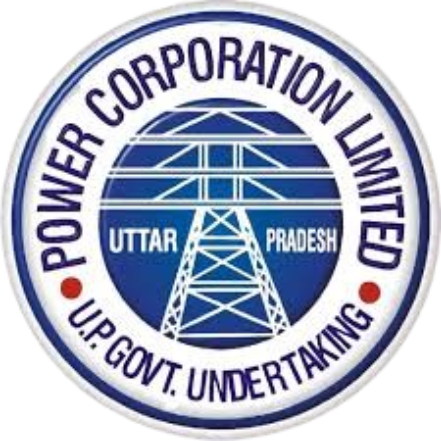 POWER CORPORATION LIMITED
UTTAR PRADESH
U.P. GOVT. UNDERTAKING